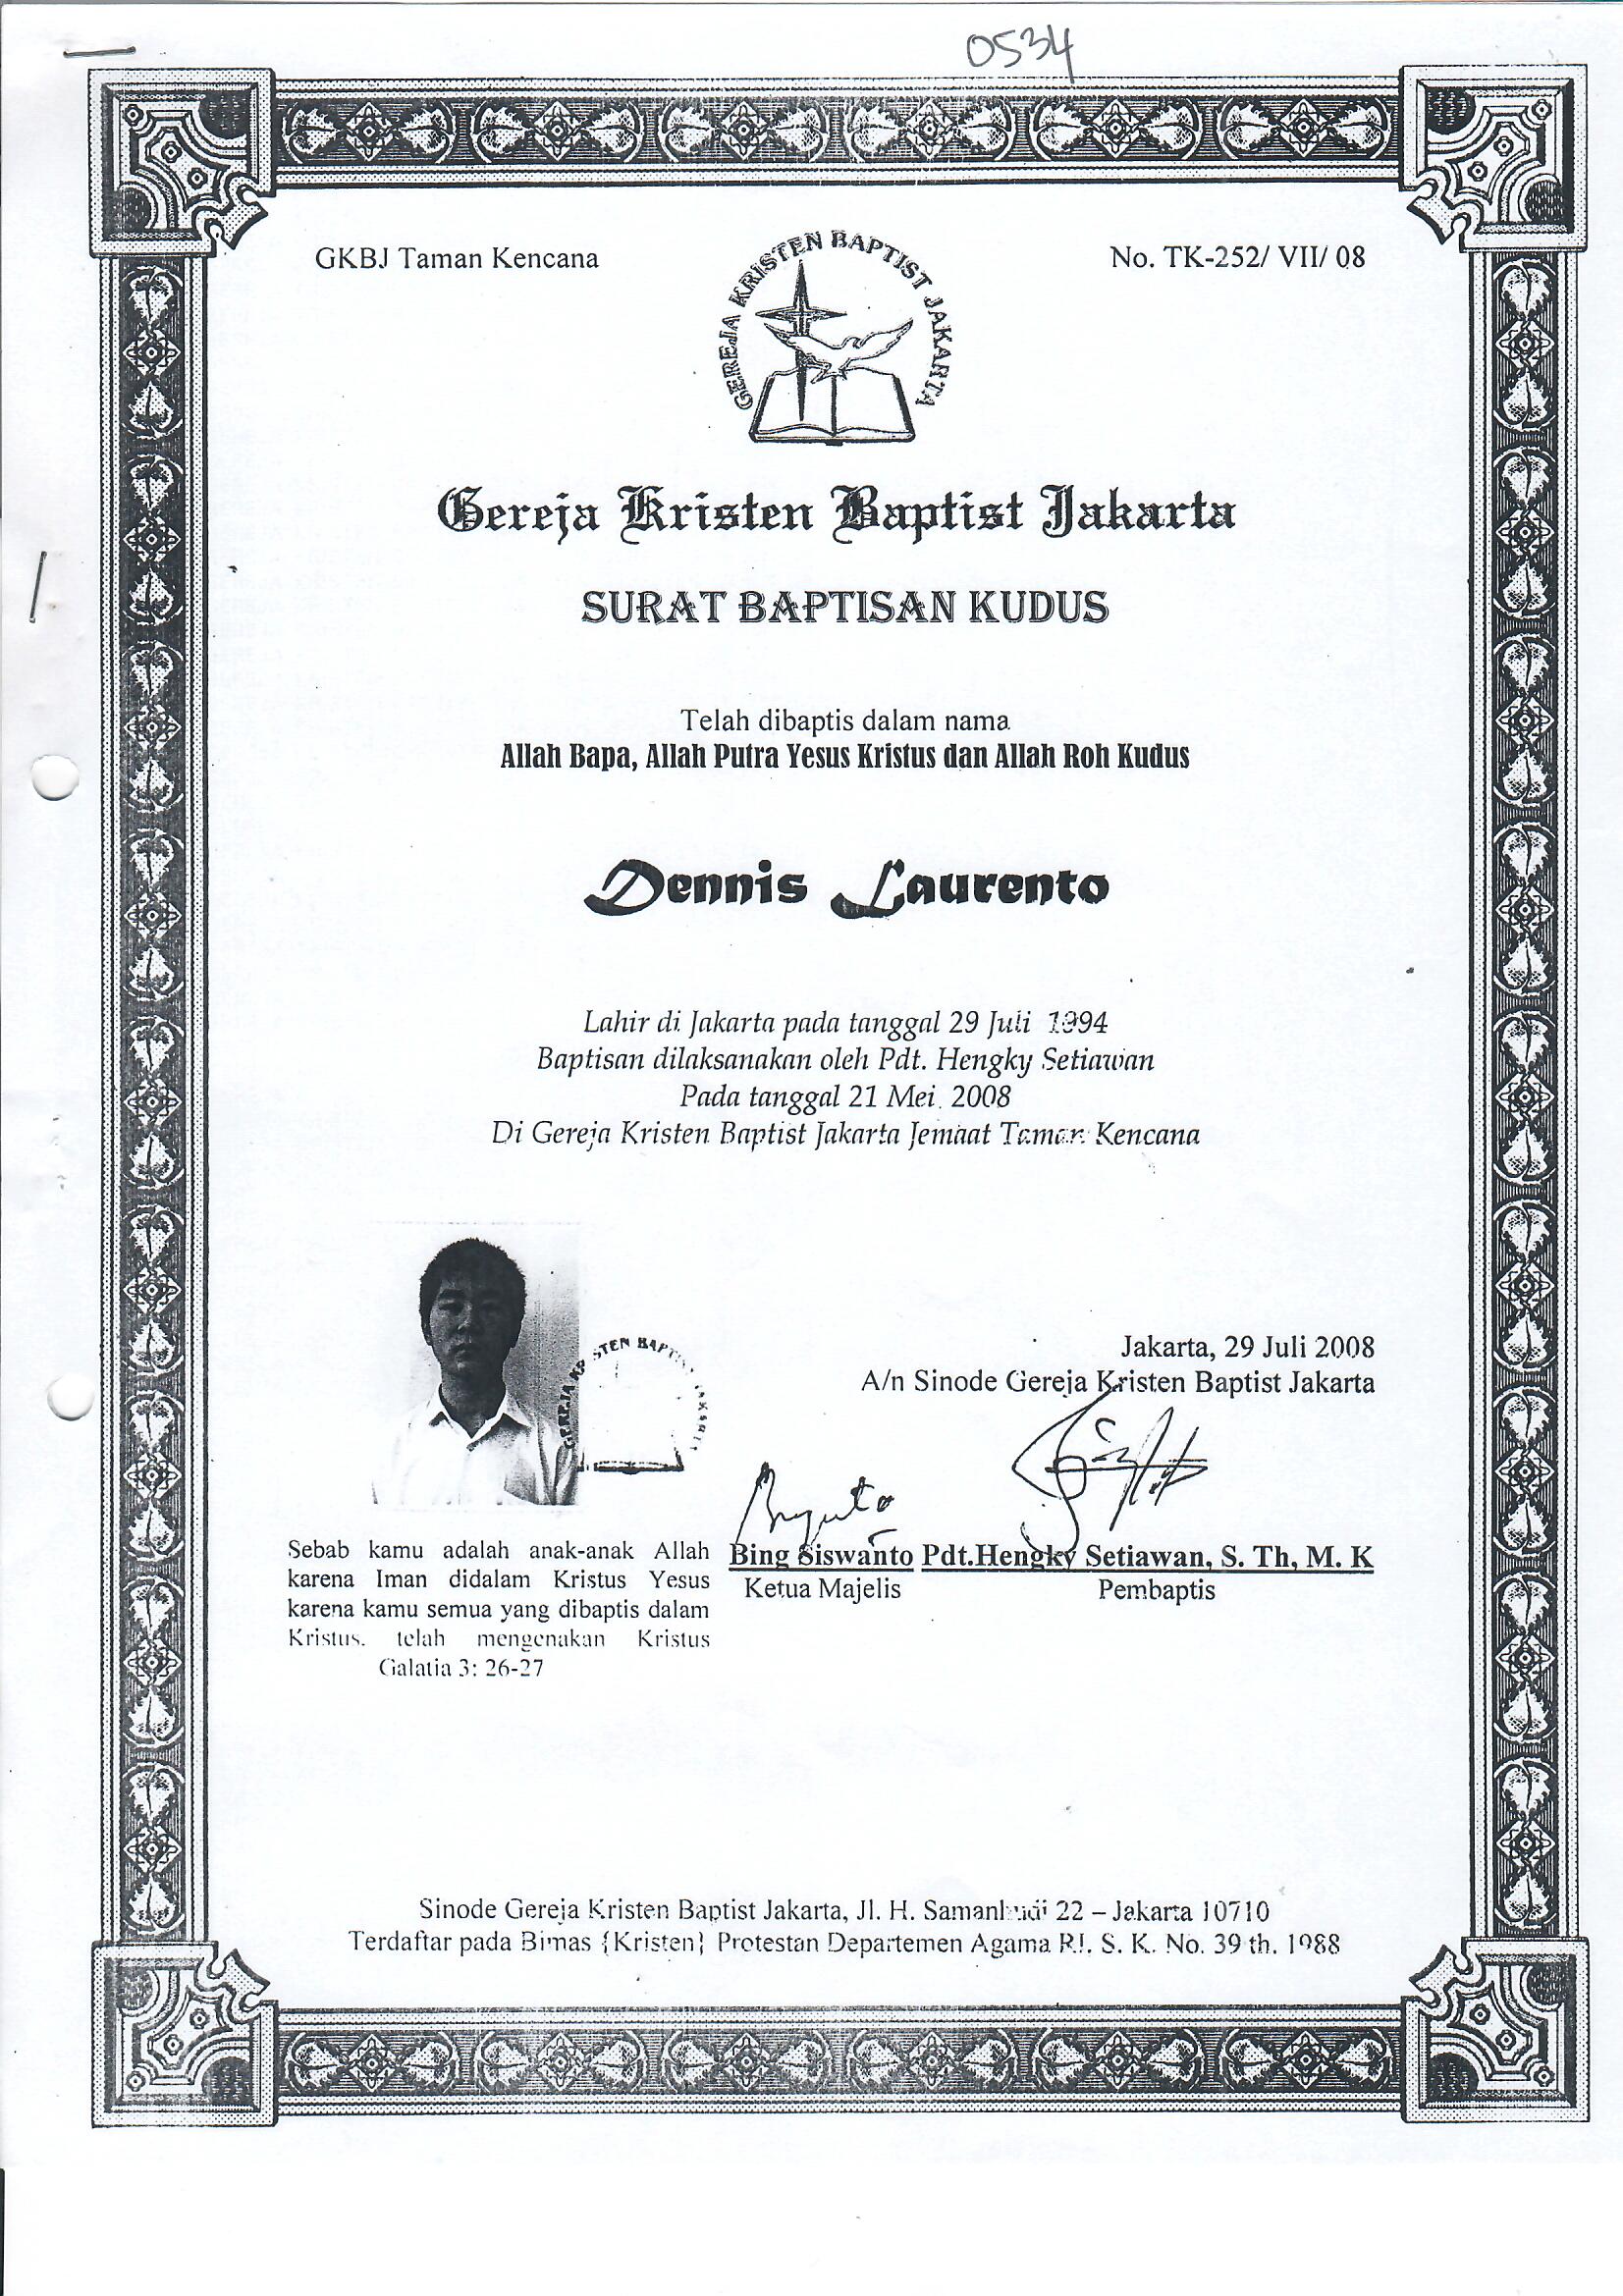 0534
GKBJ Taman Kencana
No. TK-252/ VII/ 08
GEREJA KRISTEN BAPTIST JAKARTA
Gereja Kristen Baptist Jakarta
SURAT BAPTISAN KUDUS
Telah dibaptis dalam nama
Allah Bapa, Allah Putra Yesus Kristus dan Allah Roh Kudus
Dennis Laurento
Lahir di Jakarta pada tanggal 29 Juli 1994
Baptisan dilaksanakan oleh Pdt. Hengky Setiawan
Pada tanggal 21 Mei 2008
Di Gereja Kristen Baptist Jakarta Jemaat Taman Kencana
GEREJA KRISTEN BAPTIST JAKARTA
Jakarta, 29 Juli 2008
A/n Sinode Gereja Kristen Baptist Jakarta
Bing Siswanto Pdt.Hengky Setiawan, S. Th, M. K
Ketua Majelis Pembaptis
Sebab kamu adalah anak-anak Allah
karena Iman didalam Kristus Yesus
karena kamu semua yang dibaptis dalam
Kristus. telah mengenakan Kristus
Galatia 3: 26-27
Sinode Gereja Kristen Baptist Jakarta, Jl. H. Samanhudi 22 – Jakarta 10710
Terdaftar pada Bimas {Kristen} Protestan Departemen Agama RI. S. K. No. 39 th. 1988